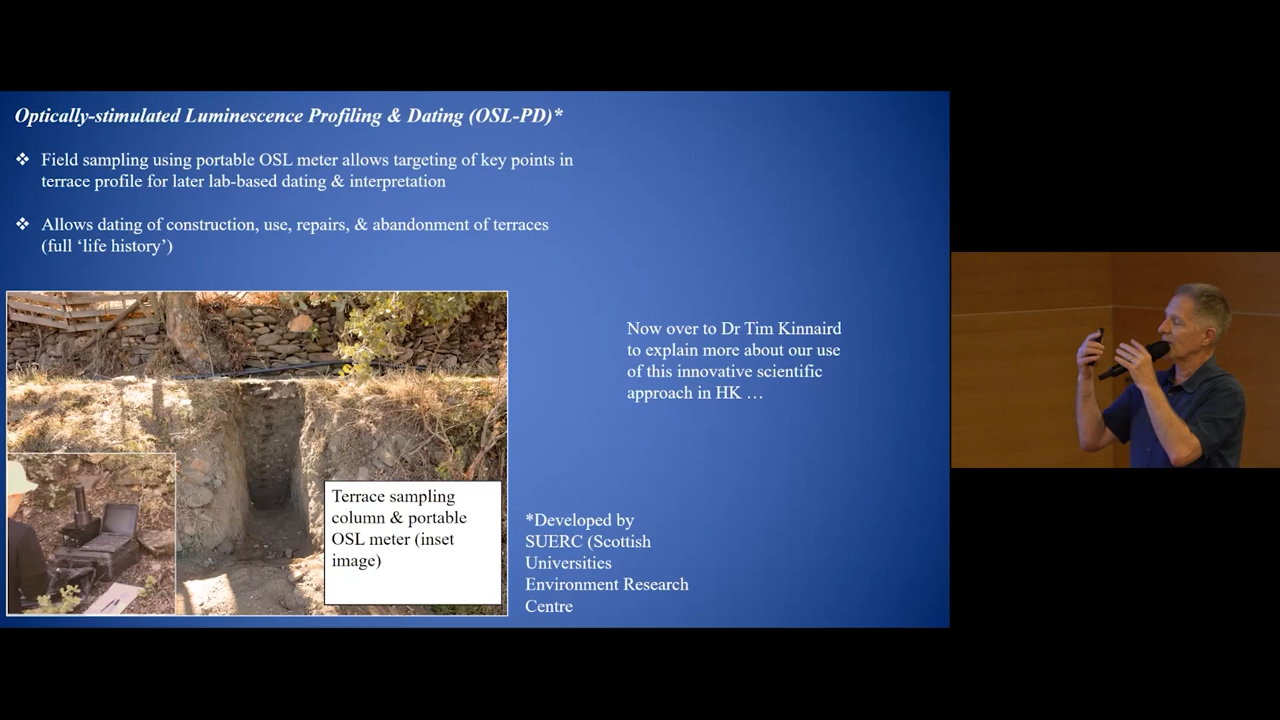 Optically-stimulated Luminescence Profiling & Dating (OSL-PD)*
❖ Field sampling using portable OSL meter allows targeting of key points in
terrace profile for later lab-based dating & interpretation
❖ Allows dating of construction, use, repairs, & abandonment of terraces
(full ‘life history’)
Now over to Dr Tim Kinnaird
to explain more about our use
of this innovative scientific
approach in HK …
Terrace sampling
column & portable
OSL meter (inset
image)
*Developed by
SUERC (Scottish
Universities
Environment Research
Centre